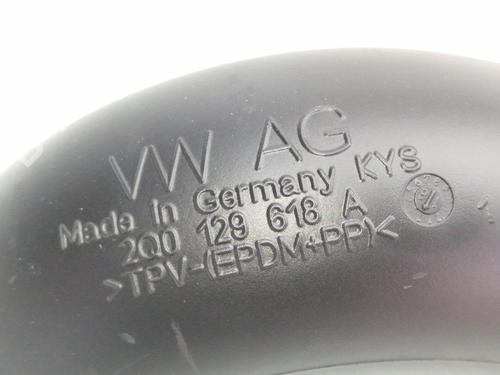 VW AG
Made In Germany KYS
2Q0 129 618 A
>TPV-(EPDM+PP)<